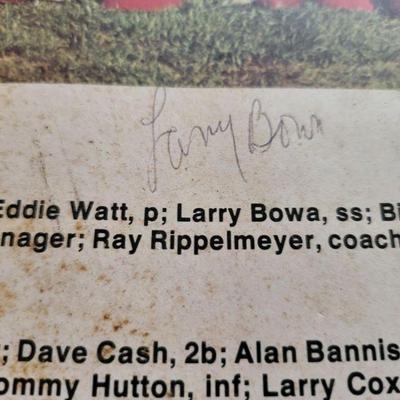 Larry Bowa
Eddie Watt, p; Larry Bowa, ss; Bi
nager; Ray Rippelmeyer, coach
; Dave Cash, 2b; Alan Bannis
ommy Hutton, inf; Larry Cox